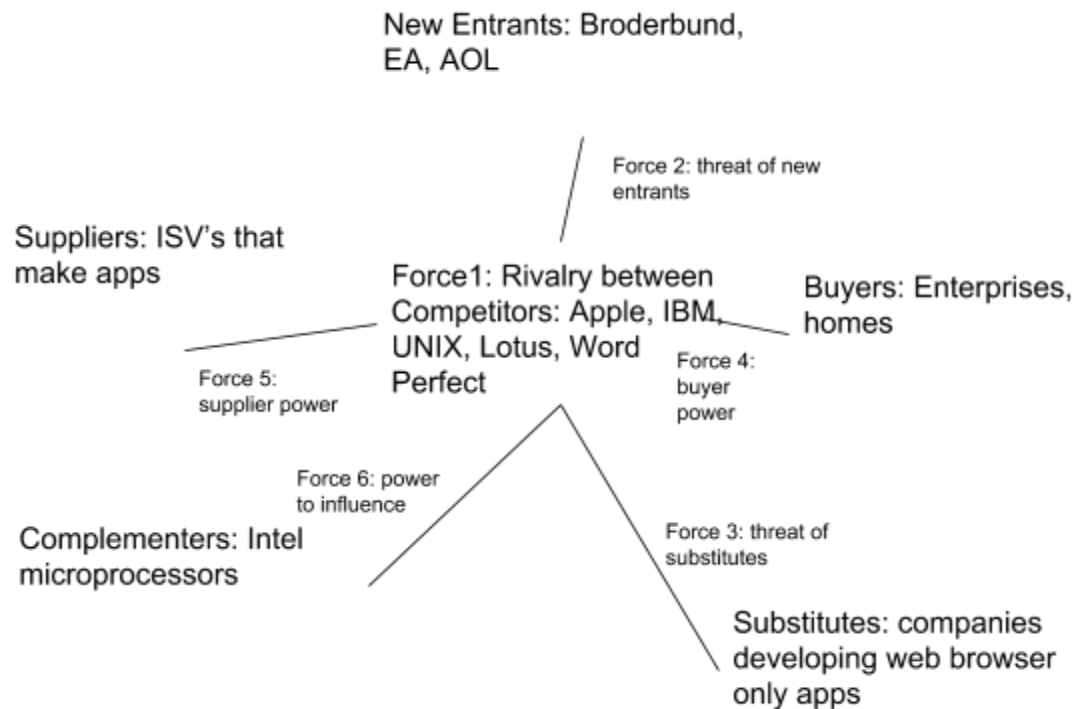 New Entrants: Broderbund,
EA, AOL
Force 2: threat of new
entrants
Suppliers: ISV's that
make apps
Force1: Rivalry between
Competitors: Apple, IBM,
UNIX, Lotus, Word
Perfect
Buyers: Enterprises,
homes
Force 5:
supplier power
Force 4:
buyer
power
Force 6: power
to influence
Complementers: Intel
microprocessors
Force 3: threat of
substitutes
Substitutes: companies
developing web browser
only apps